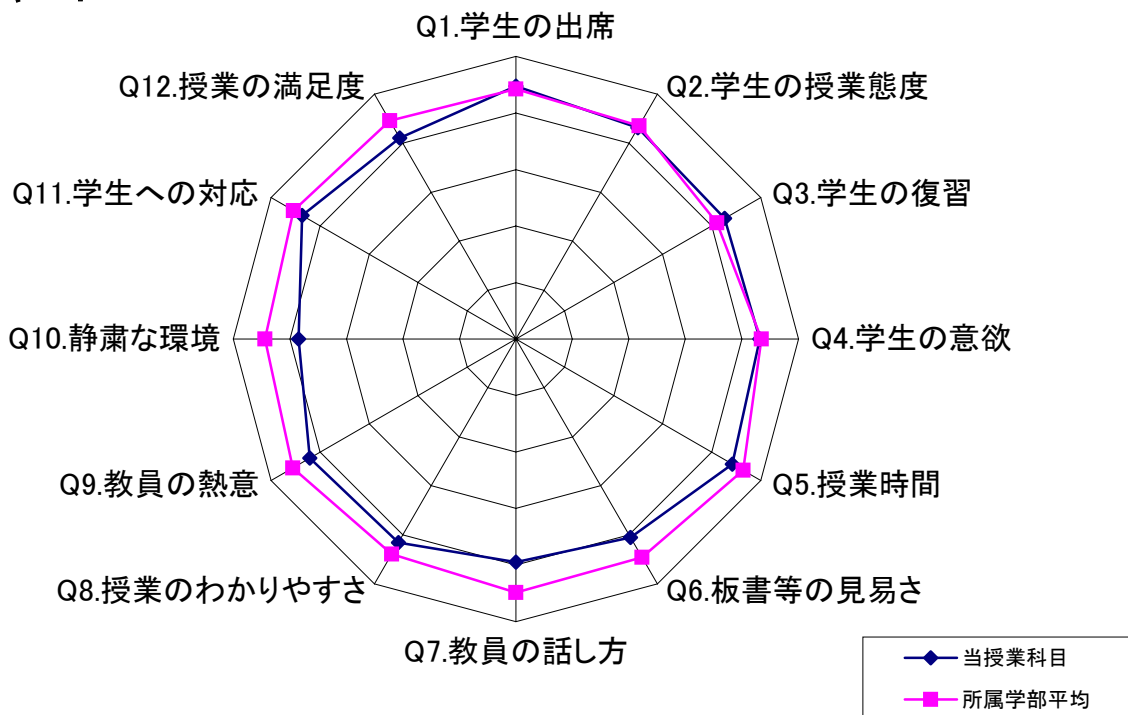 Q1.学生の出席
Q2.学生の授業態度
Q3.学生の復習
Q4.学生の意欲
Q5.授業時間
Q6.板書等の見易さ
Q7.教員の話し方
Q8.授業のわかりやすさ
Q9.教員の熱意
Q10.静粛な環境
Q11.学生への対応
Q12.授業の満足度
当授業科目
所属学部平均